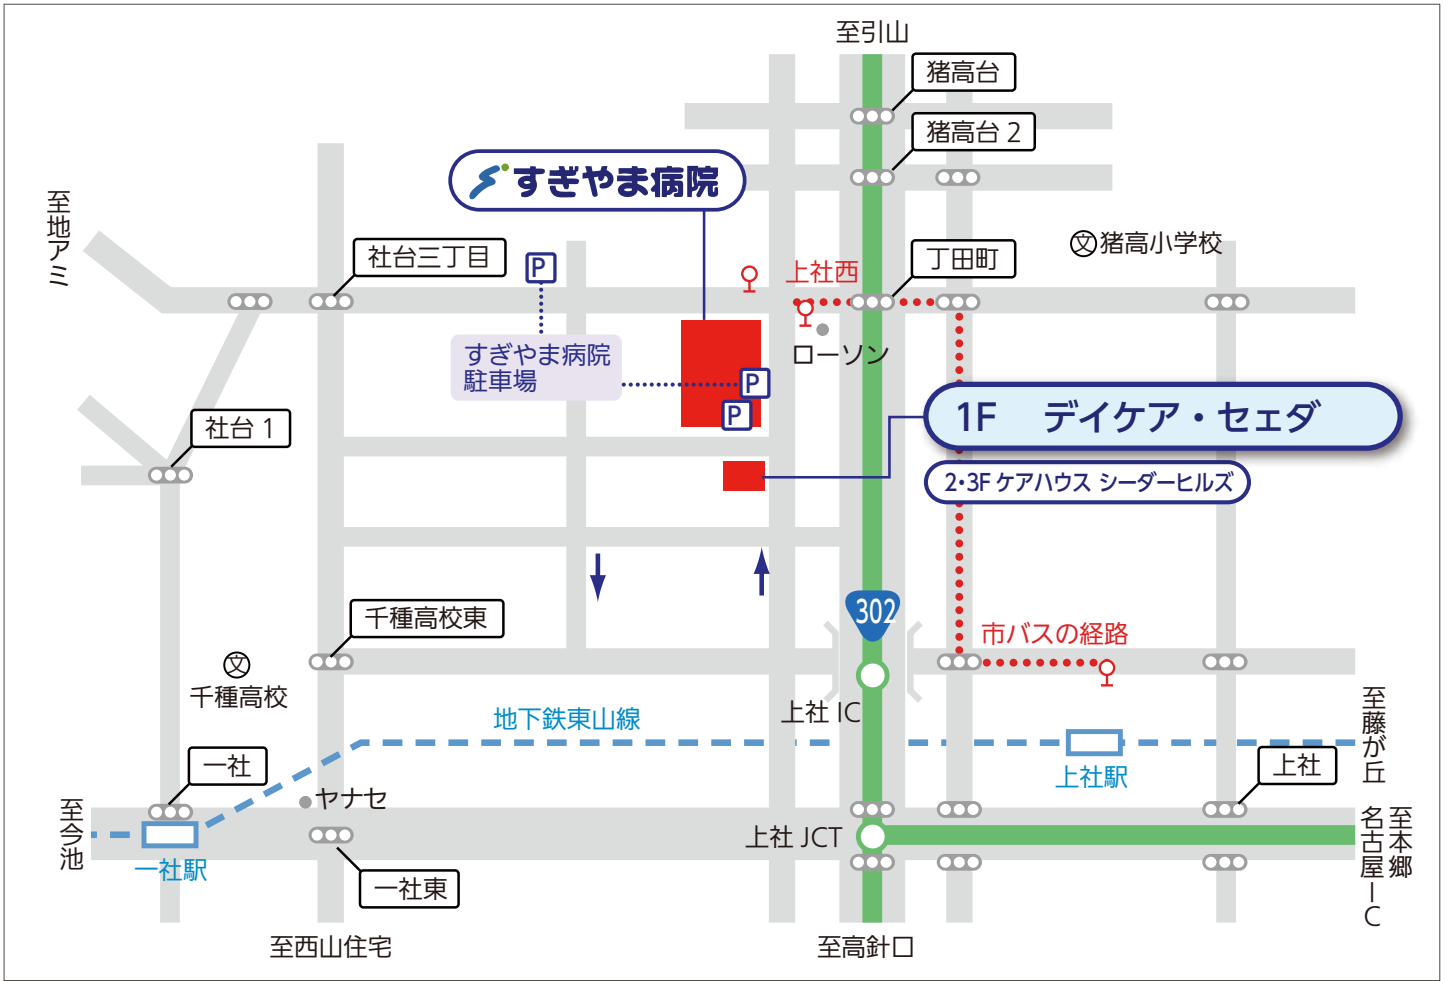 至引山
猪高台
猪高台 2
すぎやま病院
至地アミ
社台三丁目
P
上社西
丁田町
文
猪高小学校
ローソン
すぎやま病院
駐車場
P
P
1F デイケア・セェダ
社台 1
2・3F ケアハウス シーダーヒルズ
302
千種高校東
市バスの経路
文
千種高校
上社 IC
地下鉄東山線
至藤が丘
上社駅
上社
一社
ヤナセ
至今池
上社 JCT
至本郷
名古屋IC
一社駅
一社東
至西山住宅
至高針口